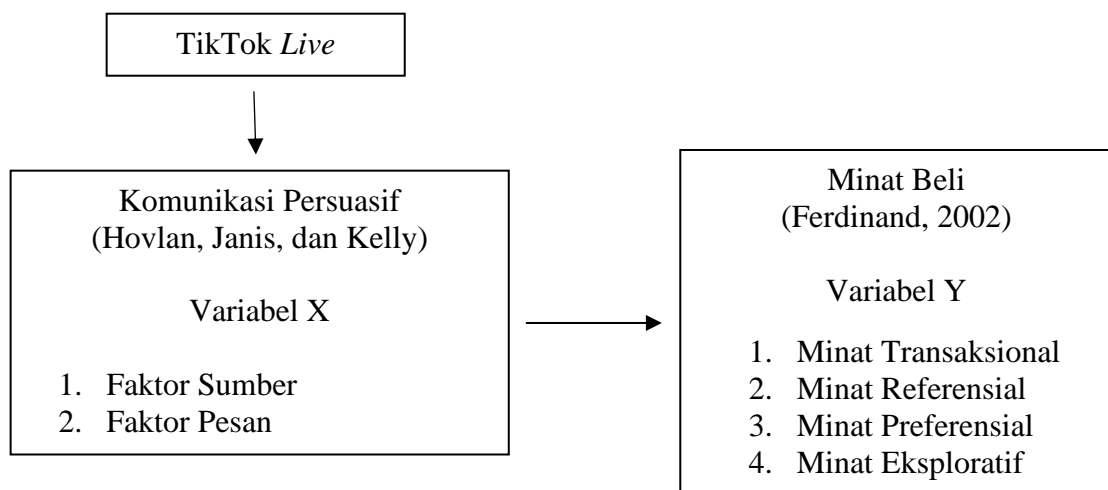 TikTok Live
Komunikasi Persuasif
(Hovlan, Janis, dan Kelly)
Variabel X
1. Faktor Sumber
2. Faktor Pesan
Minat Beli
(Ferdinand, 2002)
Variabel Y
1. Minat Transaksional
2. Minat Referensial
3. Minat Preferensial
4. Minat Eksploratif